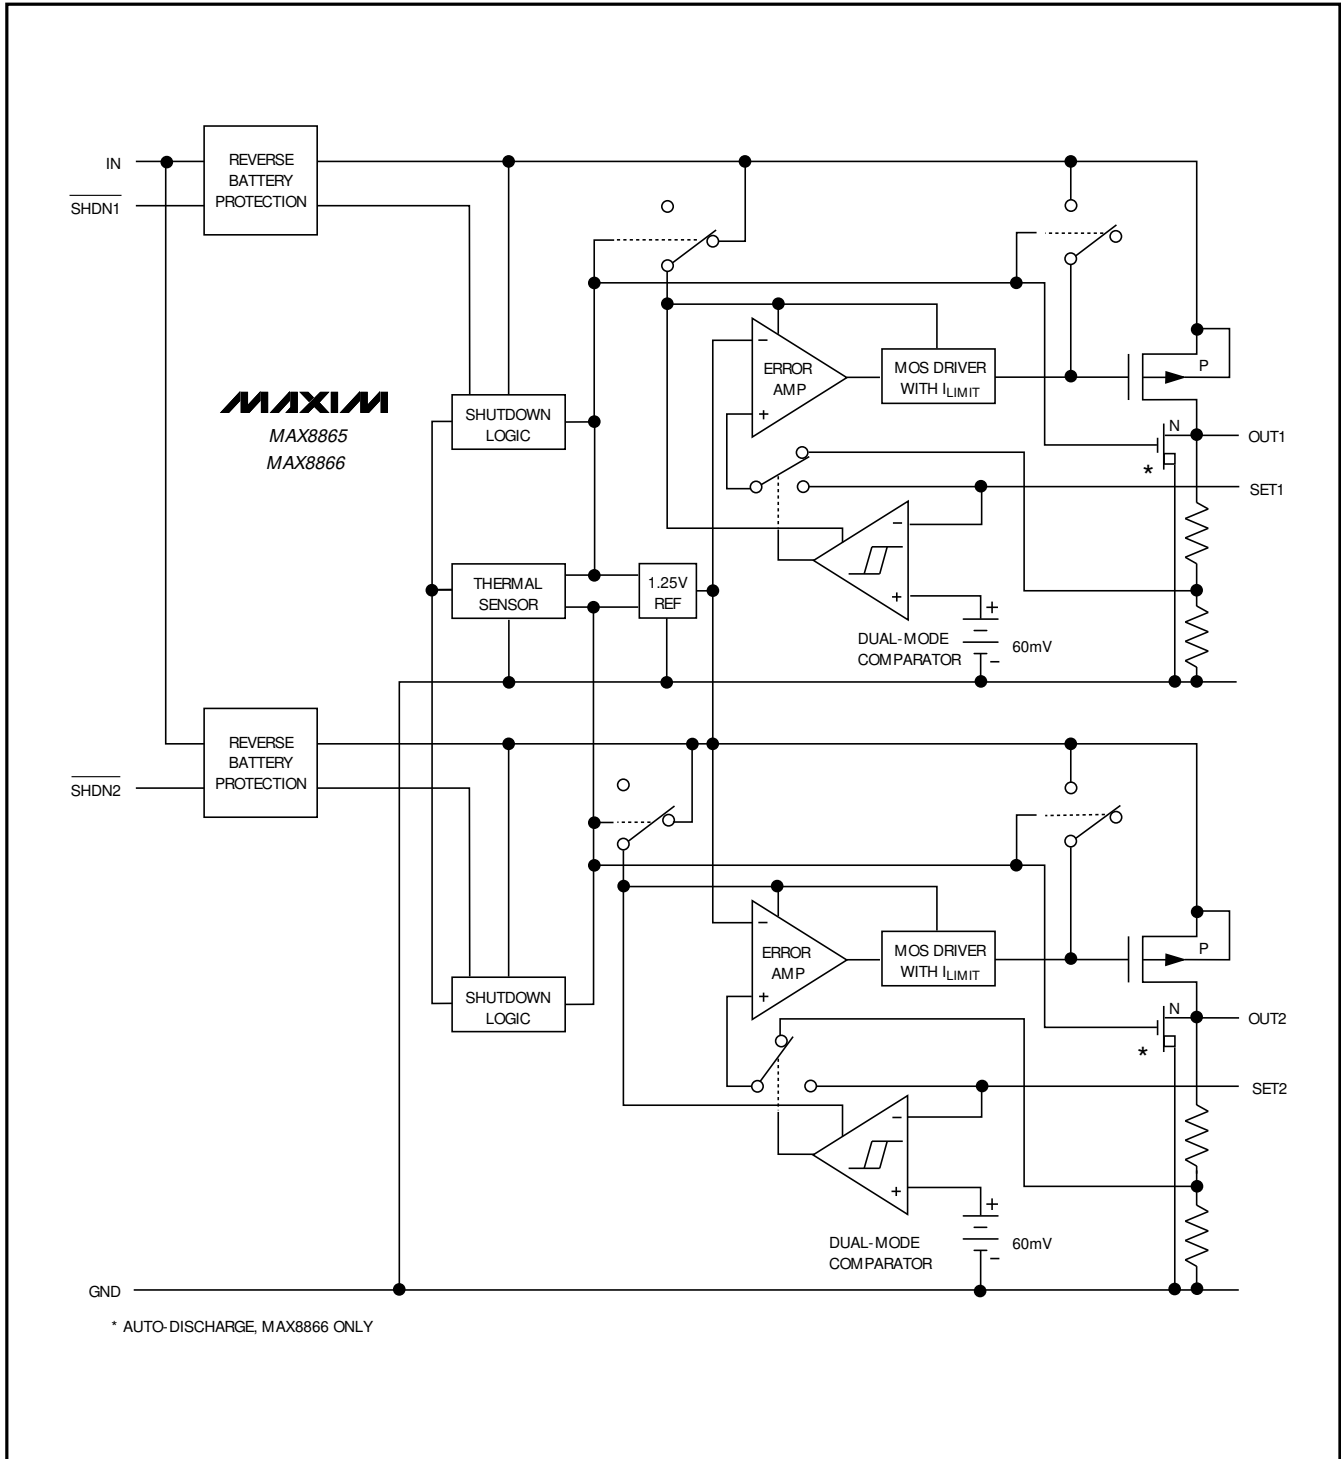 IN
REVERSE
BATTERY
PROTECTION
SHDN1
P
ERROR
AMP
−
+
MOS DRIVER
WITH ILIMIT
MAXIM
MAX8865
MAX8866
SHUTDOWN
LOGIC
N
*
OUT1
SET1
−
+
THERMAL
SENSOR
1.25V
REF
DUAL-MODE
COMPARATOR
+
−
60mV
REVERSE
BATTERY
PROTECTION
SHDN2
P
ERROR
AMP
−
+
MOS DRIVER
WITH ILIMIT
SHUTDOWN
LOGIC
N
*
OUT2
SET2
−
+
DUAL-MODE
COMPARATOR
+
−
60mV
GND
* AUTO-DISCHARGE, MAX8866 ONLY